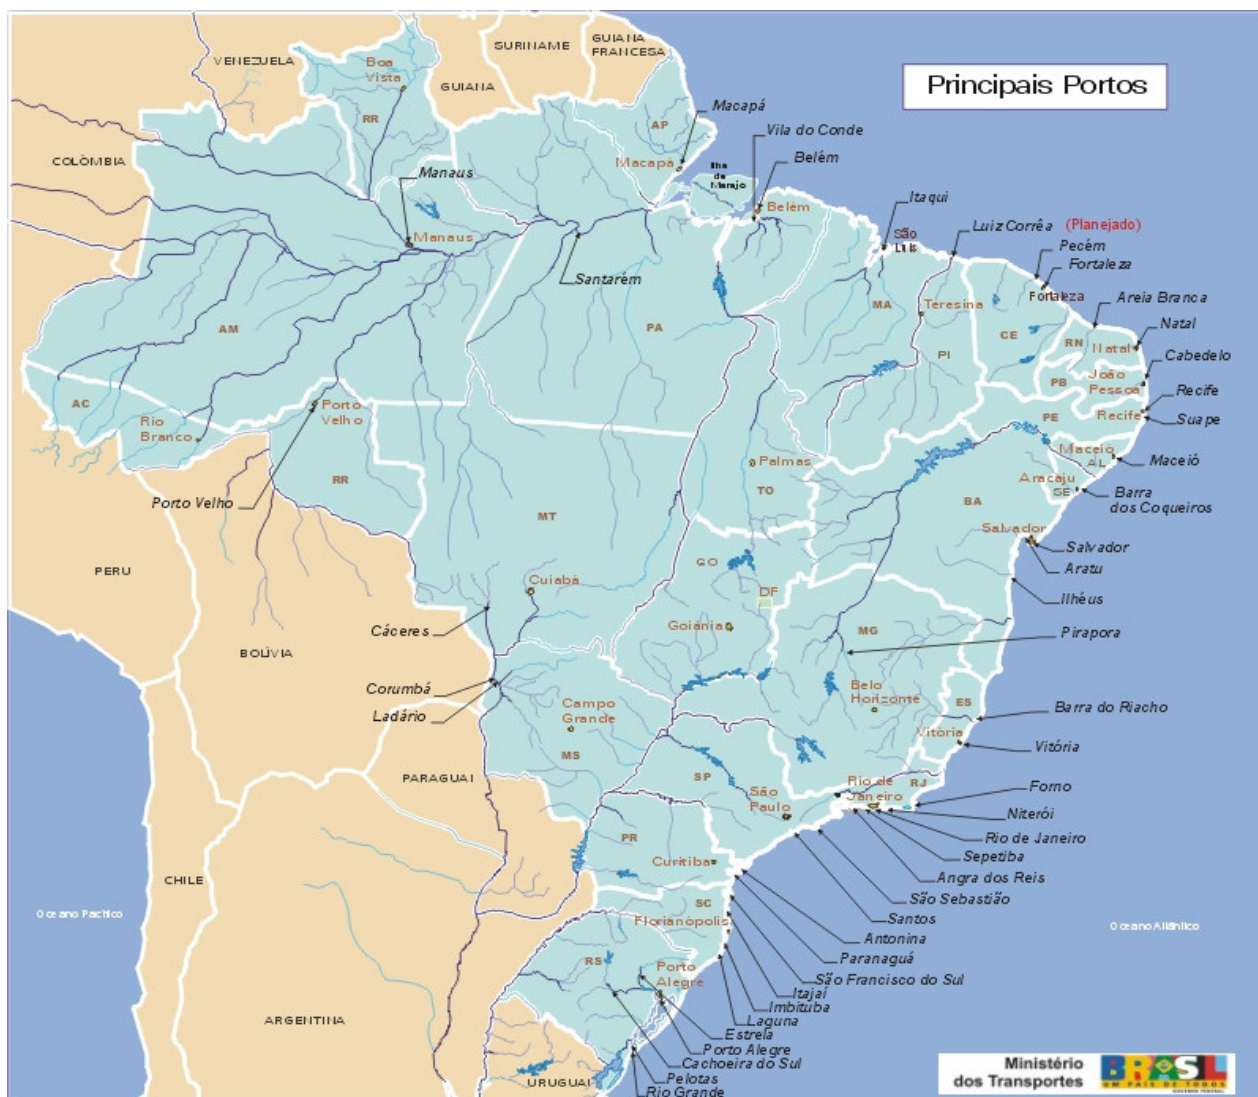 Principais Portos
VENEZUELA
SURINAME
GUIANA
FRANCESA
GUIANA
COLÔMBIA
Boa
Vista
RR
AP
Macapá
Macapá
Vila do Conde
Belém
Ilha
de
Marajo
Belém
Itaqui
São
Luís
Luiz Corrêa
(Planejado)
Pecém
Fortaleza
Fortaleza
Areia Branca
Natal
Natal
Cabedelo
João
Pessoa
Recife
Recife
Suape
Manaus
Manaus
Santarém
AM
PA
MA
Teresina
PI
CE
RN
PB
PE
AC
Rio
Branco
Porto
Velho
Porto Velho
RR
MT
Palmas
TO
BA
Maceió
AL
Maceió
Aracaju
SE
Barra
dos Coqueiros
Salvador
Salvador
Aratu
Ilhéus
PERU
BOLÍVIA
Cuiabá
Cáceres
GO
DF
Goiânia
MG
Pirapora
Corumbá
Ladário
Campo
Grande
MS
Belo
Horizonte
ES
Barra do Riacho
Vitória
Vitória
PARAGUAI
SP
São
Paulo
Rio de
Janeiro
RJ
Forno
Niterói
Rio de Janeiro
Sepetiba
Angra dos Reis
São Sebastião
Santos
Antonina
Paranaguá
São Francisco do Sul
Itajaí
Imbituba
Laguna
Estrela
Porto Alegre
Cachoeira do Sul
Pelotas
Rio Grande
PR
Curitiba
SC
Florianópolis
RS
Porto
Alegre
CHILE
ARGENTINA
URUGUAI
Oceano Pacífico
Oceano Atlântico
Ministério
dos Transportes
BRASIL
UM PAÍS DE TODOS
GOVERNO FEDERAL